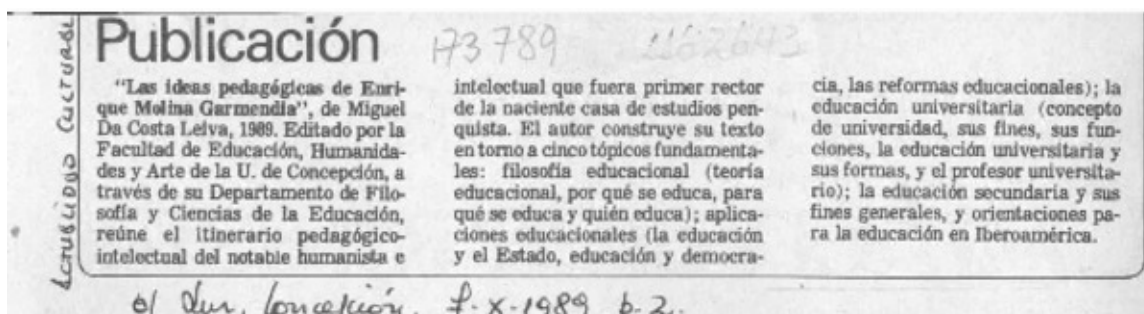 Publicación
173789
1162643
"Las ideas pedagógicas de Enri-
que Molina Garmendia", de Miguel
Da Costa Leiva, 1989. Editado por la
Facultad de Educación, Humanida-
des y Arte de la U. de Concepción, a
través de su Departamento de Filo-
sofía y Ciencias de la Educación,
reúne el itinerario pedagógico-
intelectual del notable humanista e
intelectual que fuera primer rector
de la naciente casa de estudios pen-
quista. El autor construye su texto
en torno a cinco tópicos fundamenta-
les: filosofía educacional (teoría
educacional, por qué se educa, para
qué se educa y quién educa); aplica-
ciones educacionales (la educación
y el Estado, educación y democra-
cia, las reformas educacionales); la
educación universitaria (concepto
de universidad, sus fines, sus fun-
ciones, la educación universitaria y
sus formas, y el profesor universita-
rio); la educación secundaria y sus
fines generales, y orientaciones pa-
ra la educación en Iberoamérica.
CULTURAL
el Sur, Concepción, 7-X-1989 p. 2.